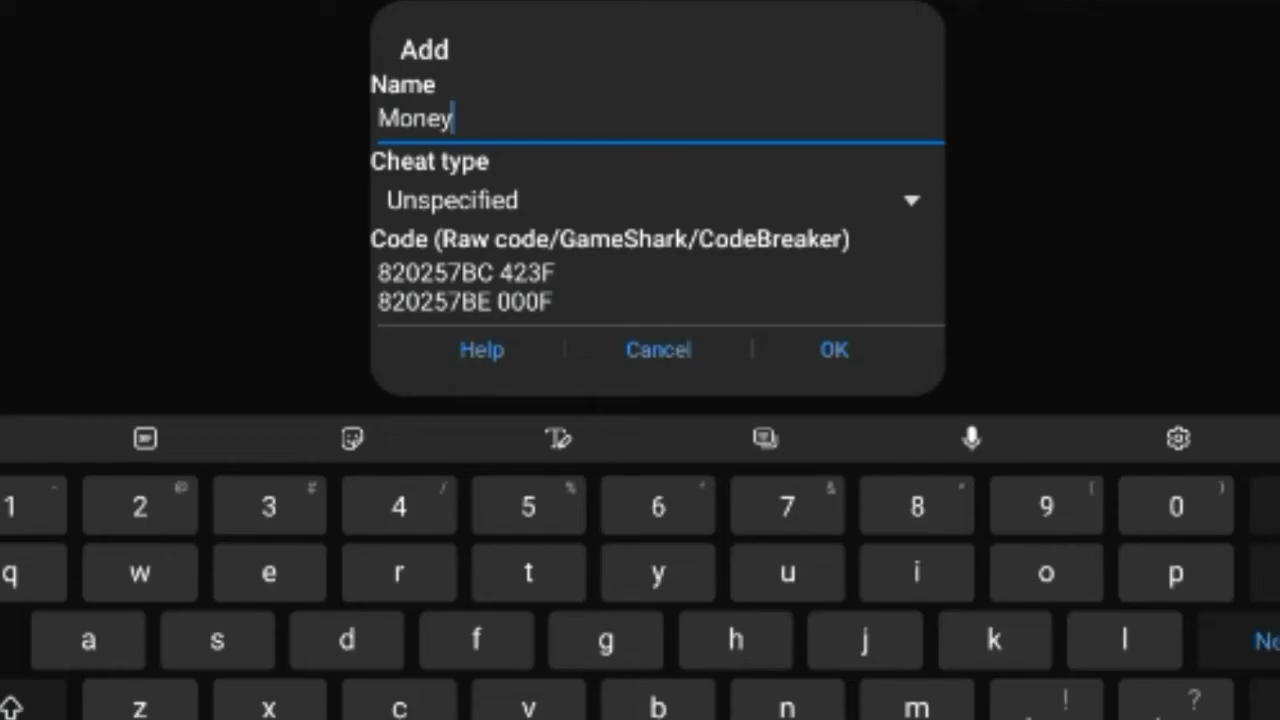 Add
Name
Money
Cheat type
Unspecified
Code (Raw code/GameShark/CodeBreaker)
820257BC 423F
820257BE 000F
Help Cancel OK
1 2 3 4 5 6 7 8 9 0
q w e r t y u i o p
a s d f g h j k l
z x c v b n m ! ?